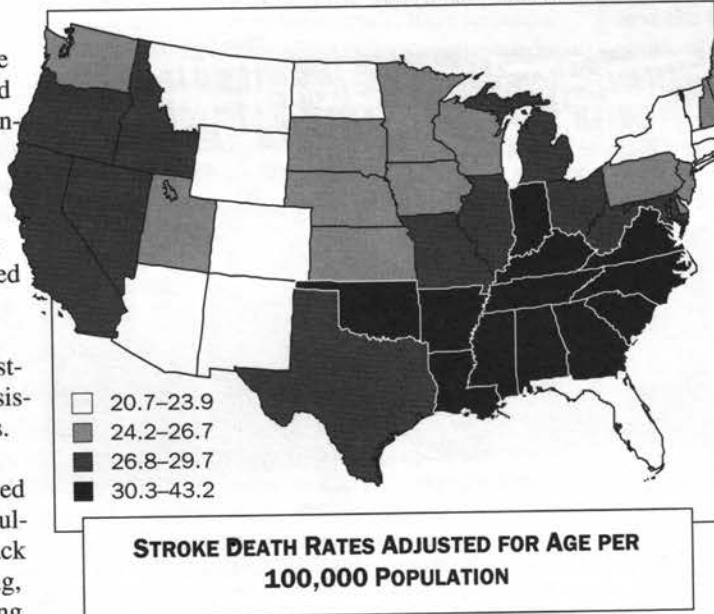 20.7–23.9
24.2–26.7
26.8–29.7
30.3–43.2
STROKE DEATH RATES ADJUSTED FOR AGE PER
100,000 POPULATION